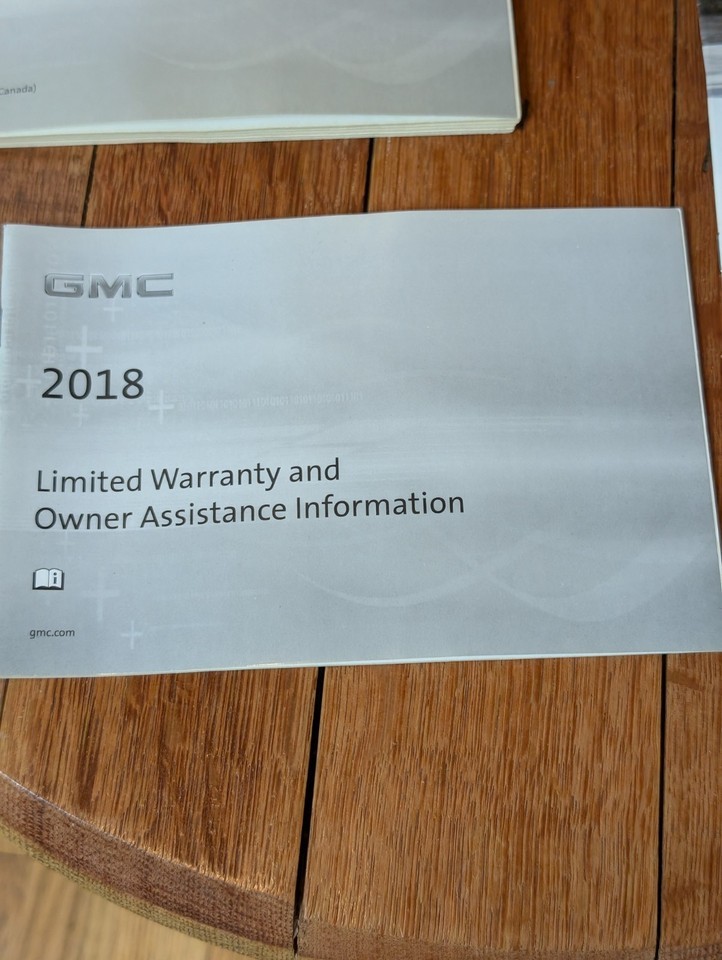 Canada)
GMC
2018
Limited Warranty and
Owner Assistance Information
i
gmc.com